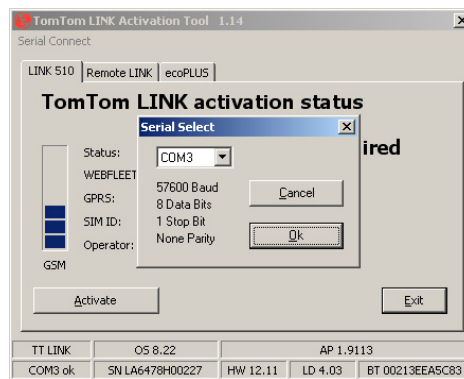 TomTom LINK Activation Tool 1.14
Serial Connect
LINK 510 Remote LINK ecoPLUS
TomTom LINK activation status
ired
Serial Select
COM3
57600 Baud
8 Data Bits
1 Stop Bit
None Parity
Cancel
Ok
Status:
WEBFLEET
GPRS:
SIM ID:
Operator:
GSM
Activate
Exit
TT LINK OS 8.22 AP 1.9113
COM3 ok SN LA6478H00227 HW 12.11 LD 4.03 BT 00213EEA5C83